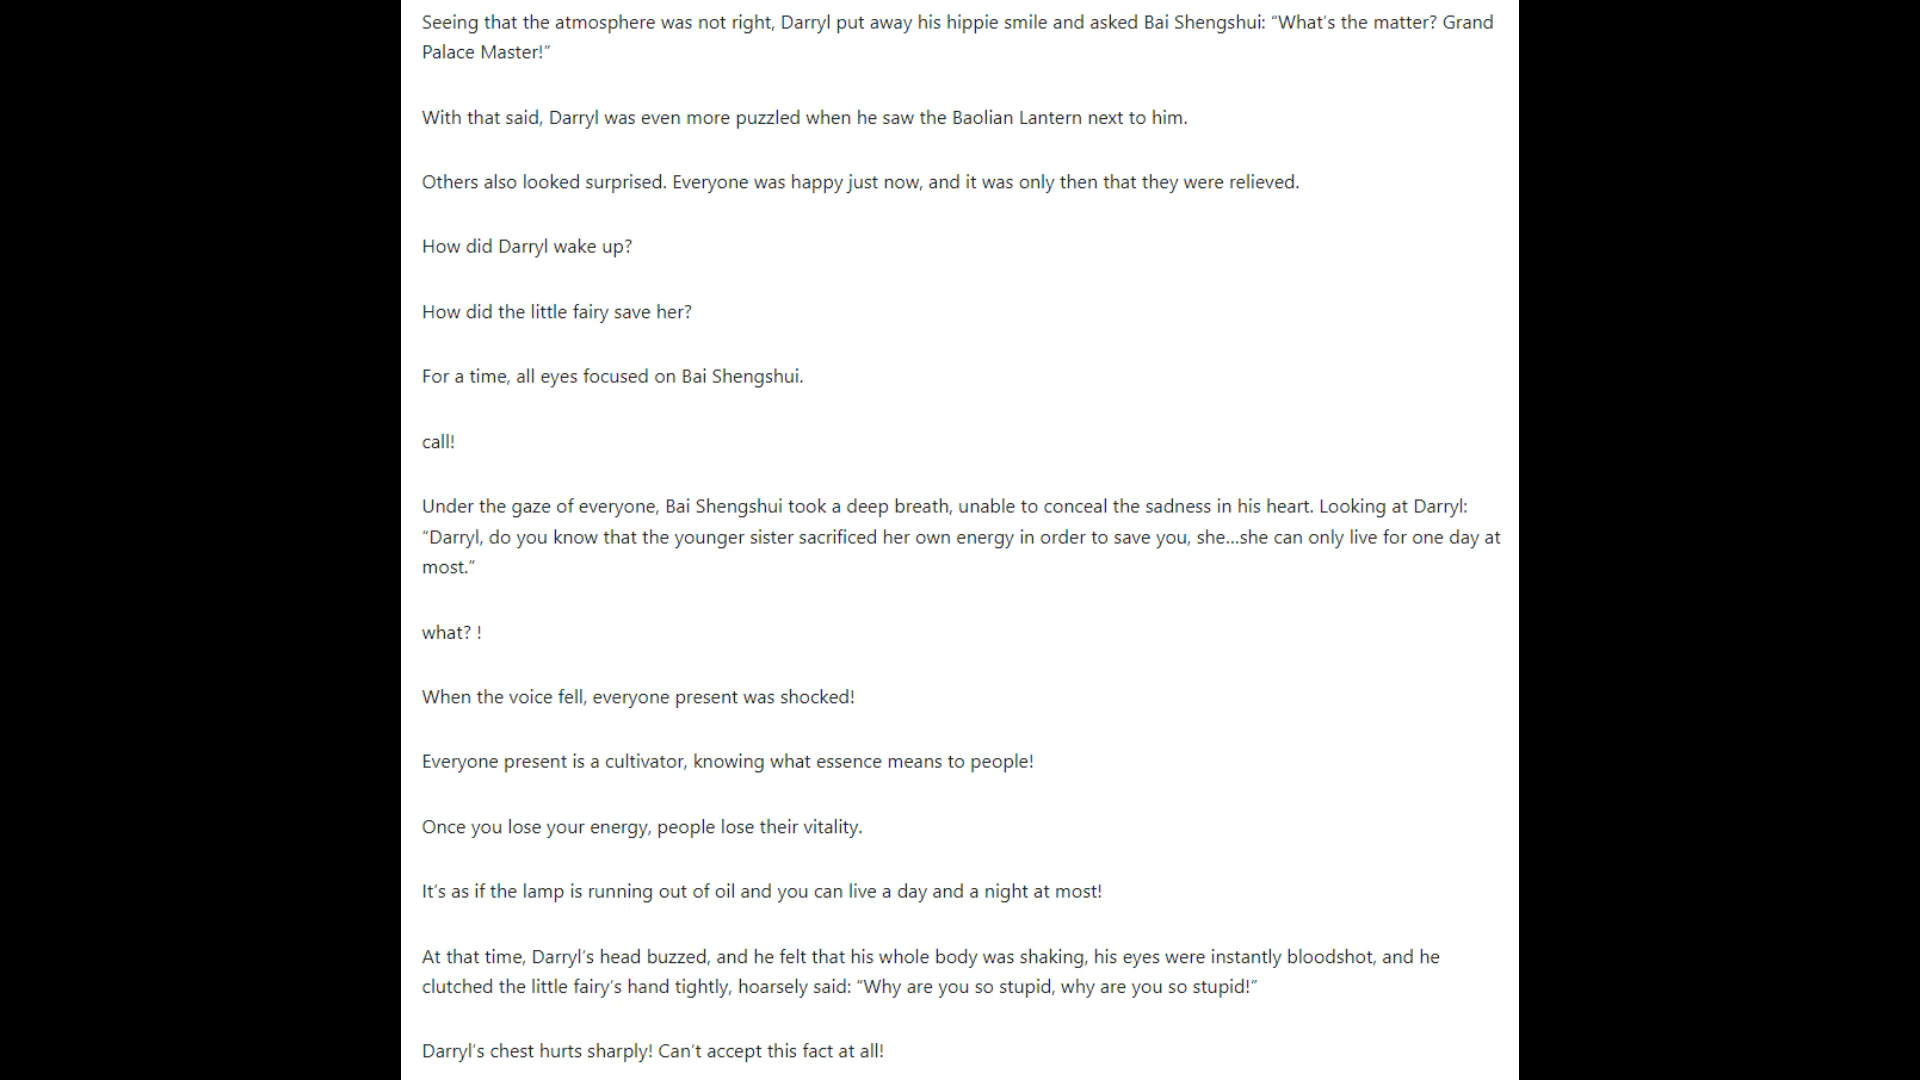 Seeing that the atmosphere was not right, Darryl put away his hippie smile and asked Bai Shengshui: “What’s the matter? Grand
Palace Master!”
With that said, Darryl was even more puzzled when he saw the Baolian Lantern next to him.
Others also looked surprised. Everyone was happy just now, and it was only then that they were relieved.
How did Darryl wake up?
How did the little fairy save her?
For a time, all eyes focused on Bai Shengshui.
call!
Under the gaze of everyone, Bai Shengshui took a deep breath, unable to conceal the sadness in his heart. Looking at Darryl:
“Darryl, do you know that the younger sister sacrificed her own energy in order to save you, she…she can only live for one day at
most.”
what? !
When the voice fell, everyone present was shocked!
Everyone present is a cultivator, knowing what essence means to people!
Once you lose your energy, people lose their vitality.
It’s as if the lamp is running out of oil and you can live a day and a night at most!
At that time, Darryl’s head buzzed, and he felt that his whole body was shaking, his eyes were instantly bloodshot, and he
clutched the little fairy’s hand tightly, hoarsely said: “Why are you so stupid, why are you so stupid!”
Darryl’s chest hurts sharply! Can’t accept this fact at all!